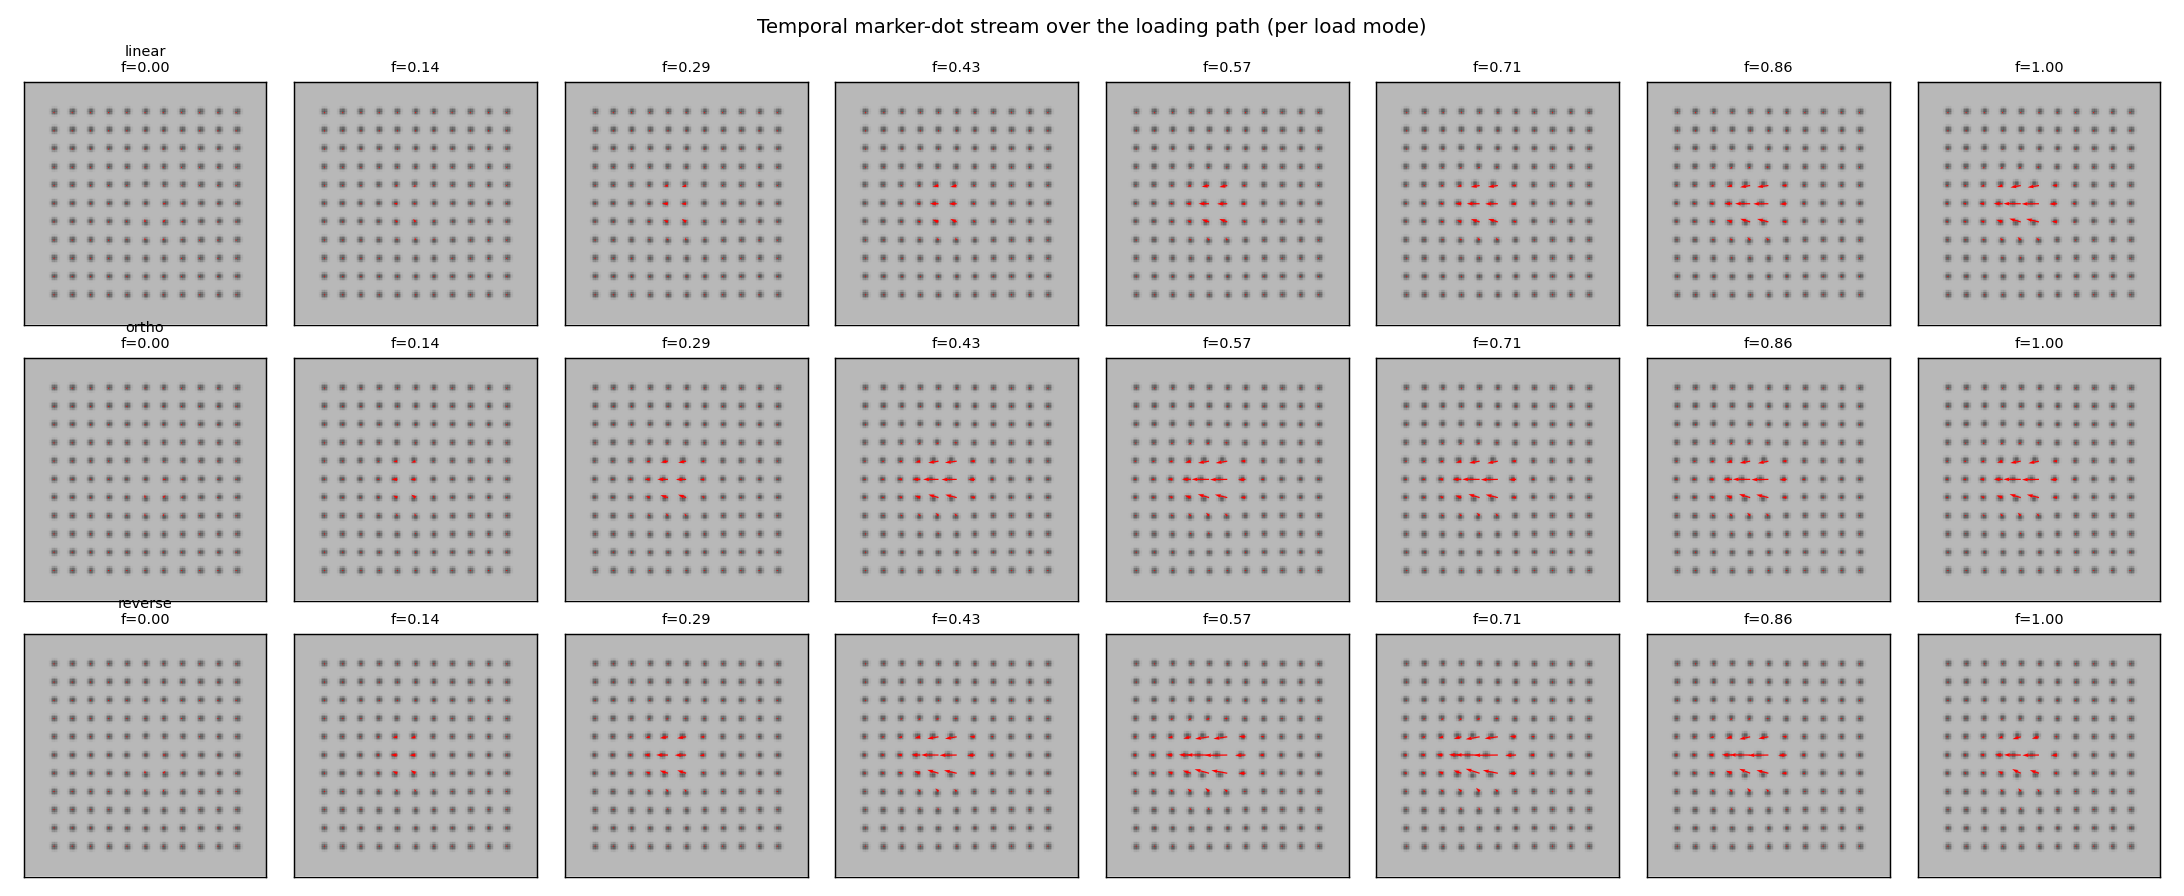 Temporal marker-dot stream over the loading path (per load mode)
linear
f=0.00 f=0.14 f=0.29 f=0.43 f=0.57 f=0.71 f=0.86 f=1.00
ortho
f=0.00 f=0.14 f=0.29 f=0.43 f=0.57 f=0.71 f=0.86 f=1.00
reverse
f=0.00 f=0.14 f=0.29 f=0.43 f=0.57 f=0.71 f=0.86 f=1.00